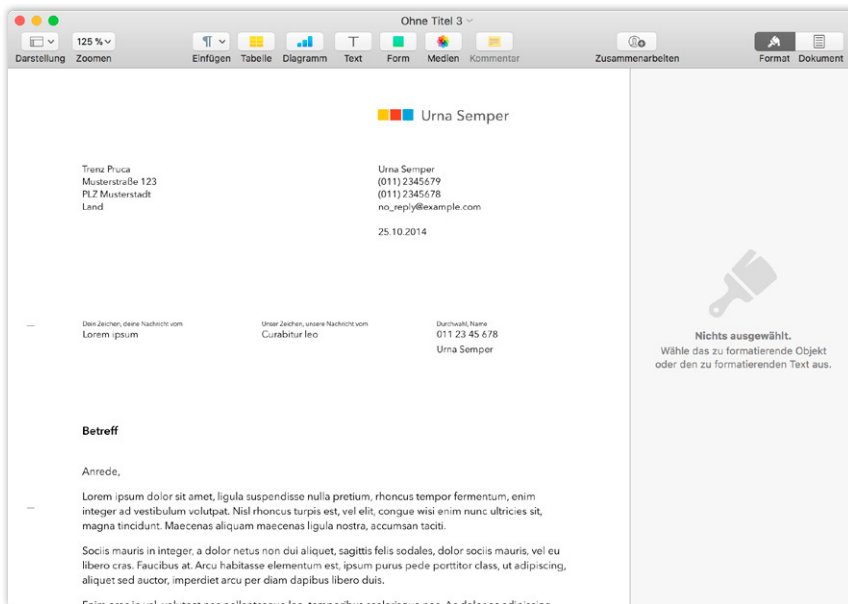 Ohne Titel 3
125 %
Darstellung Zoomen Einfügen Tabelle Diagramm Text Form Medien Kommentar Zusammenarbeiten Format Dokument
Urna Semper
Trenz Pruca
Musterstraße 123
PLZ Musterstadt
Land
Urna Semper
(011) 2345679
(011) 2345678
no_reply@example.com
25.10.2014
Nichts ausgewählt.
Wähle das zu formatierende Objekt
oder den zu formatierenden Text aus.
Dein Zeichen, deine Nachricht vom
Lorem ipsum
Unser Zeichen, unsere Nachricht vom
Curabitur leo
Durchwahl, Name
011 23 45 678
Urna Semper
Betreff
Anrede,
Lorem ipsum dolor sit amet, ligula suspendisse nulla pretium, rhoncus tempor fermentum, enim
integer ad vestibulum volutpat. Nisl rhoncus turpis est, vel elit, congue wisi enim nunc ultricies sit,
magna tincidunt. Maecenas aliquam maecenas ligula nostra, accumsan taciti.
Sociis mauris in integer, a dolor netus non dui aliquet, sagittis felis sodales, dolor sociis mauris, vel eu
libero cras. Faucibus at. Arcu habitasse elementum est, ipsum purus pede porttitor class, ut adipiscing,
aliquet sed auctor, imperdiet arcu per diam dapibus libero duis.